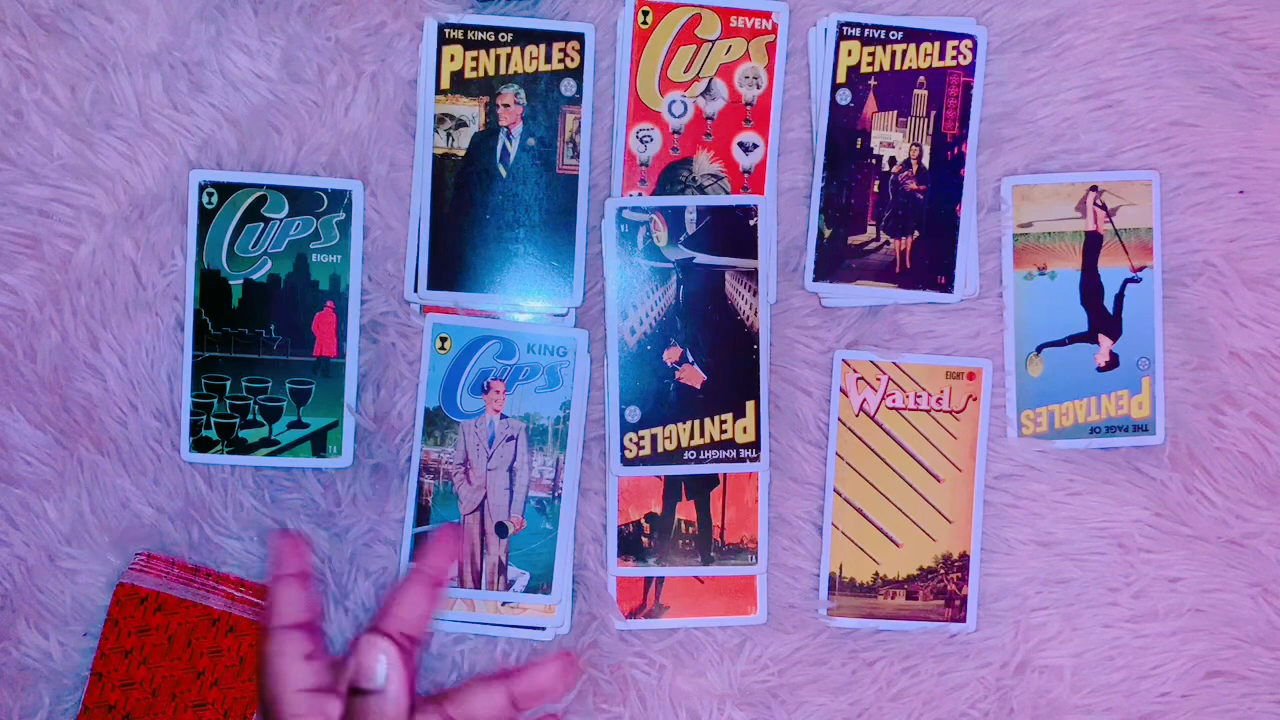 THE KING OF
PENTACLES
SEVEN
CUPS
THE FIVE OF
PENTACLES
CUPS
EIGHT
KING
CUPS
THE KNIGHT OF
PENTACLES
EIGHT
Wands
THE PAGE OF
PENTACLES